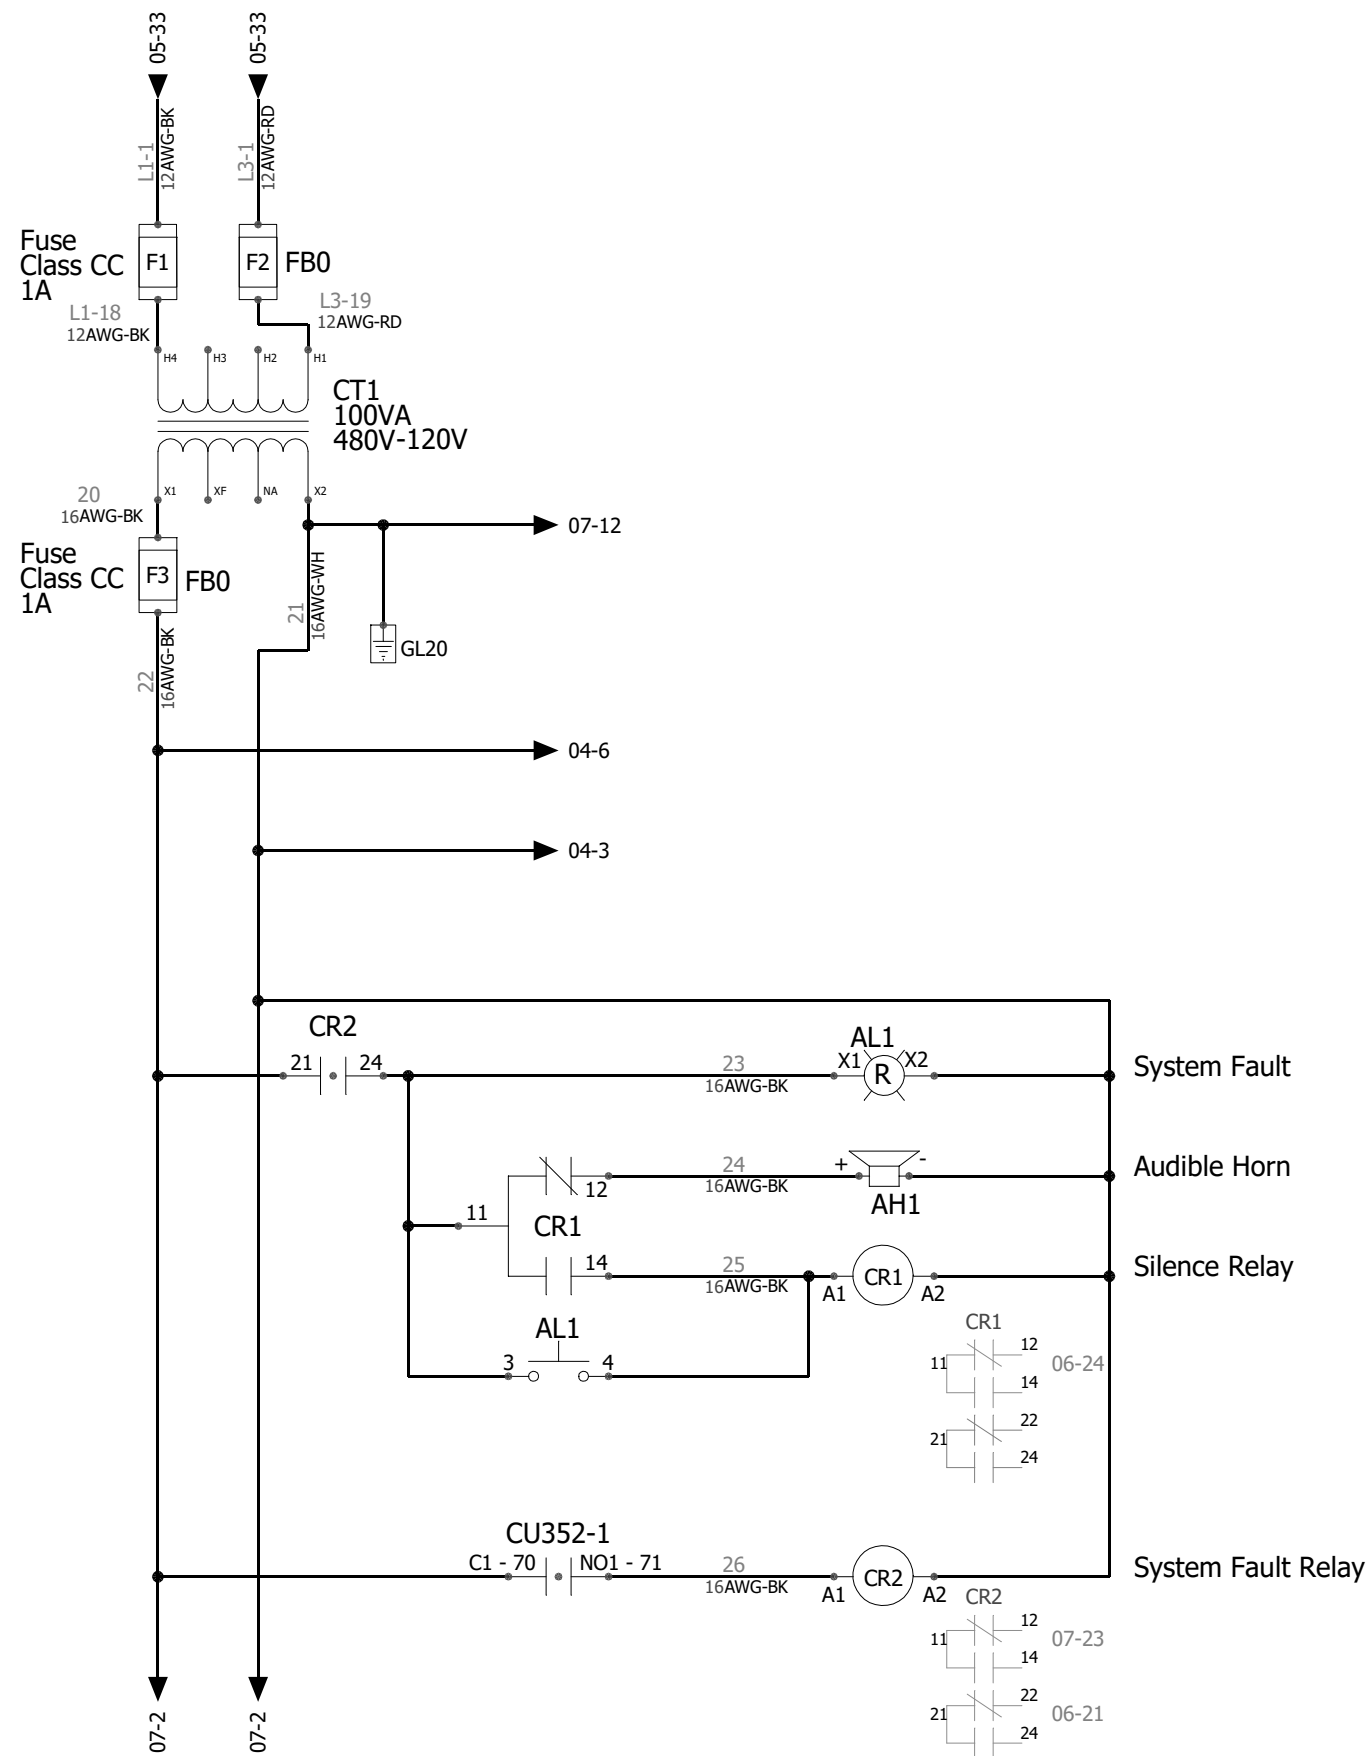 05-33
05-33
L1-1
12AWG-BK
L3-1
12AWG-RD
Fuse
Class CC
1A
F1
F2
FB0
L1-18
12AWG-BK
L3-19
12AWG-RD
H4
H3
H2
H1
CT1
100VA
480V-120V
X1
XF
NA
X2
20
16AWG-BK
07-12
Fuse
Class CC
1A
F3
FB0
21
16AWG-WH
GL20
22
16AWG-BK
04-6
04-3
CR2
21
24
23
16AWG-BK
AL1
X1
R
X2
System Fault
11
12
CR1
14
24
16AWG-BK
+
-
AH1
Audible Horn
25
16AWG-BK
A1
CR1
A2
Silence Relay
AL1
3
4
CR1
11
12
14
06-24
21
22
24
CU352-1
C1 - 70
NO1 - 71
26
16AWG-BK
A1
CR2
A2
System Fault Relay
CR2
11
12
14
07-23
21
22
24
06-21
07-2
07-2